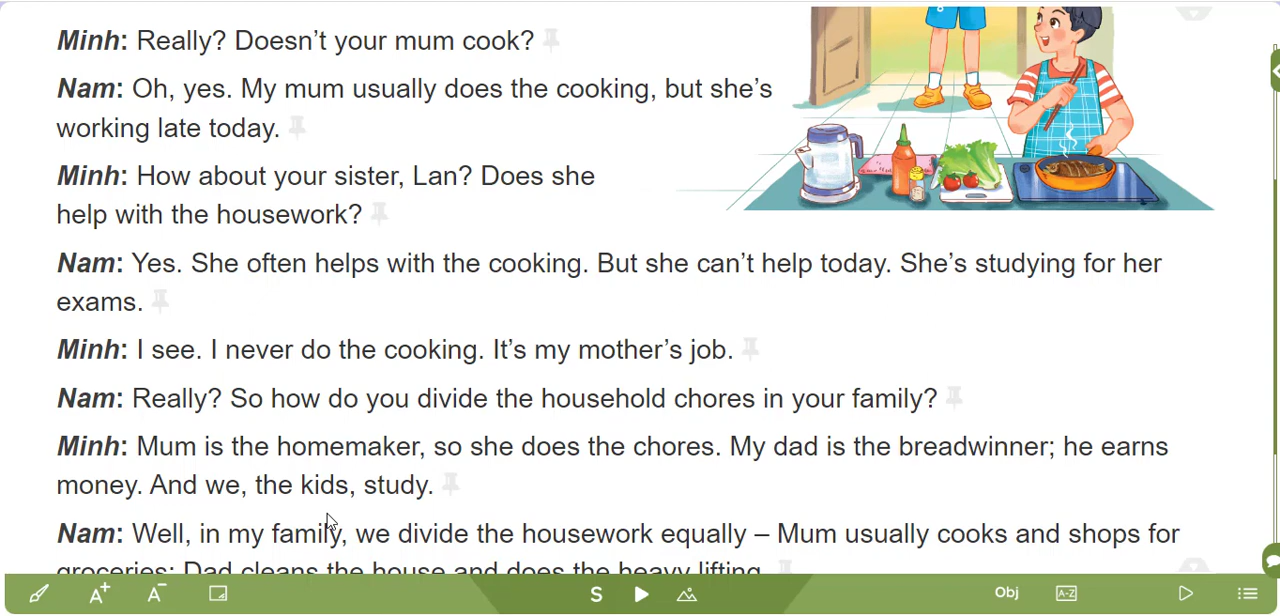 Minh: Really? Doesn’t your mum cook?
Nam: Oh, yes. My mum usually does the cooking, but she’s
working late today.
Minh: How about your sister, Lan? Does she
help with the housework?
Nam: Yes. She often helps with the cooking. But she can’t help today. She’s studying for her
exams.
Minh: I see. I never do the cooking. It’s my mother’s job.
Nam: Really? So how do you divide the household chores in your family?
Minh: Mum is the homemaker, so she does the chores. My dad is the breadwinner; he earns
money. And we, the kids, study.
Nam: Well, in my family, we divide the housework equally – Mum usually cooks and shops for
groceries; Dad cleans the house and does the heavy lifting.
A+ A- S Obj A-Z